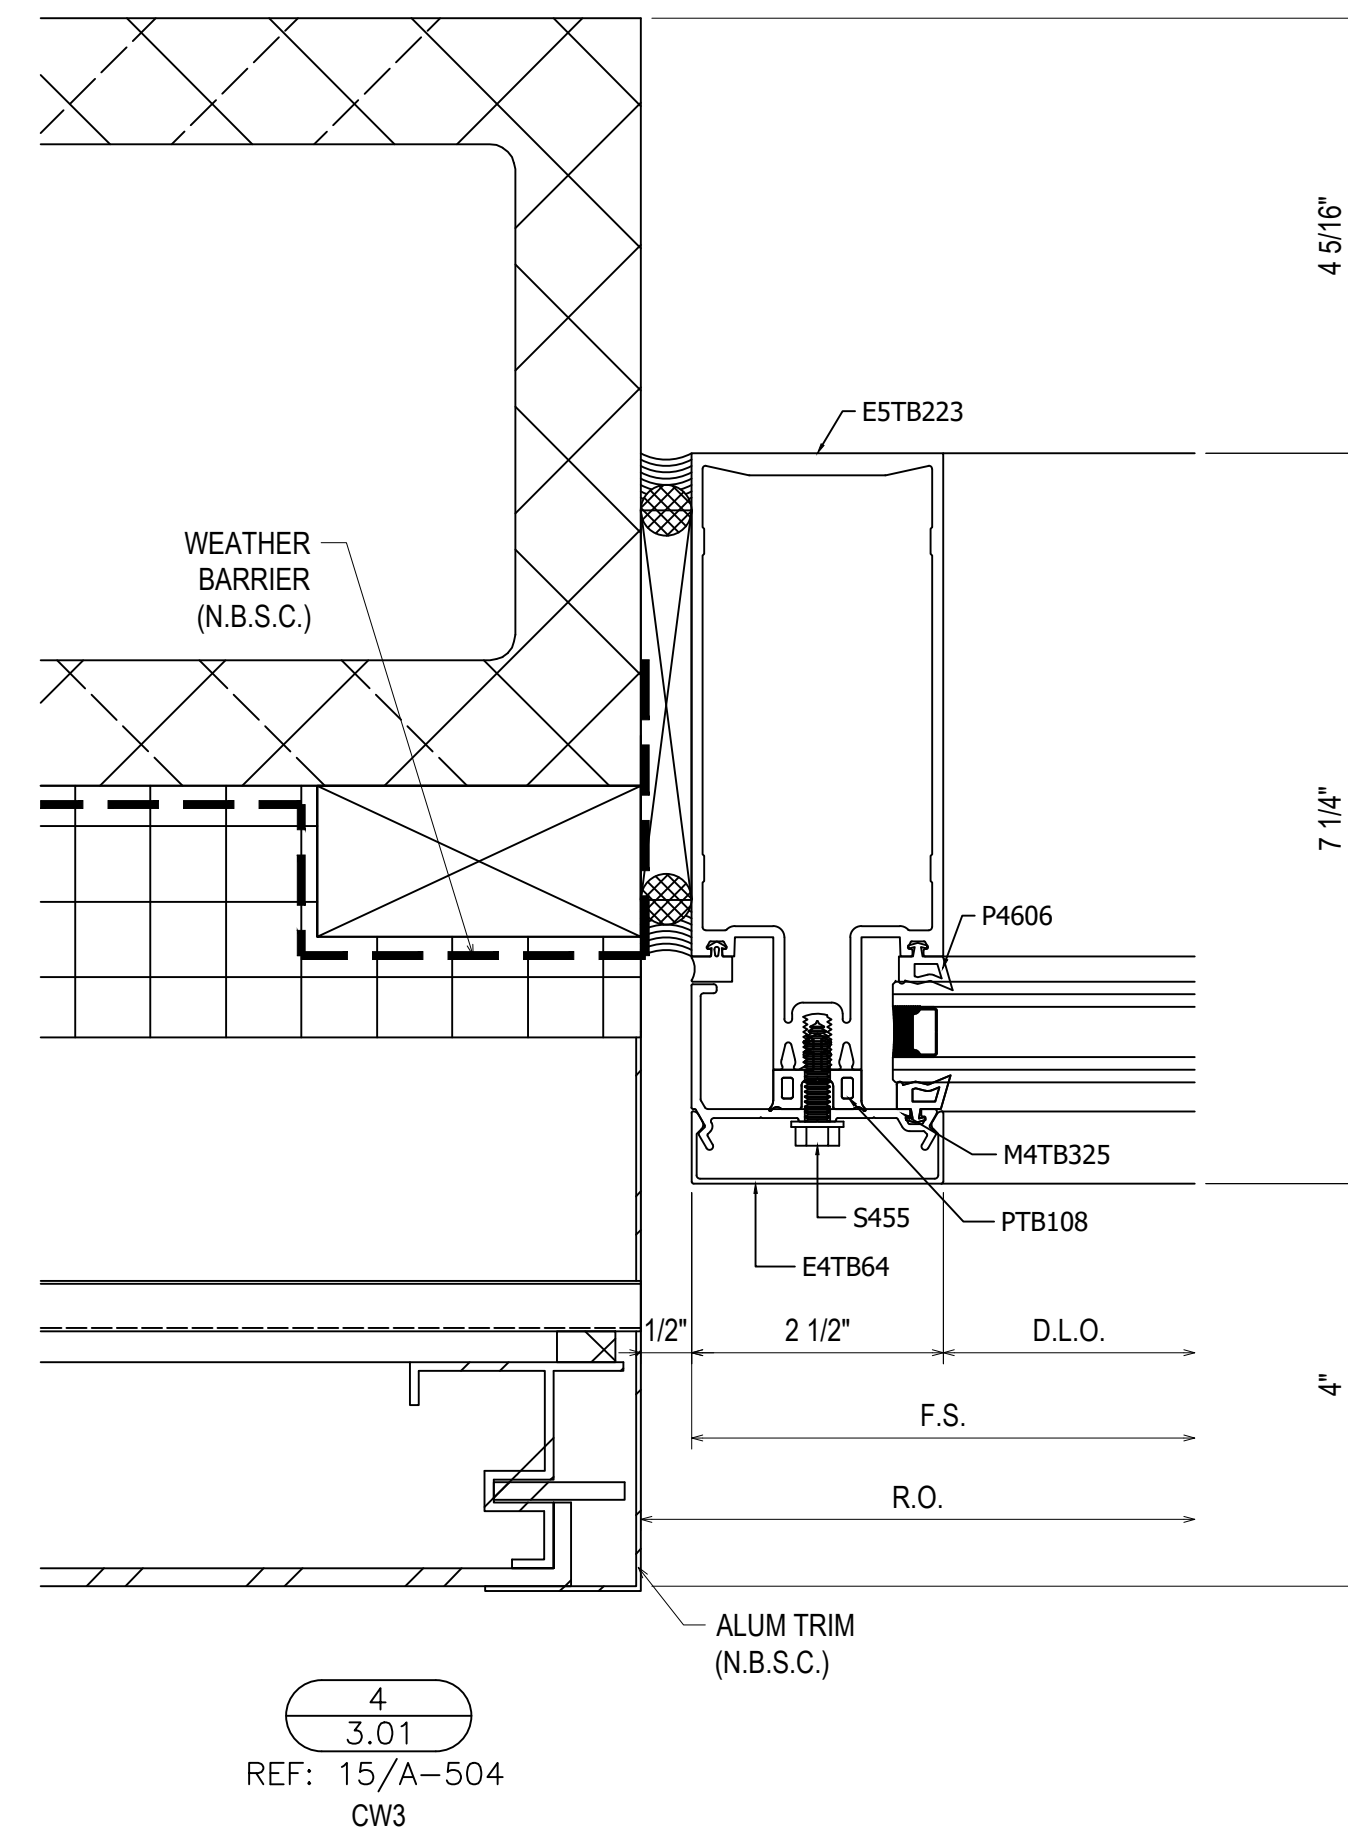 4 5/16"
E5TB223
WEATHER
BARRIER
(N.B.S.C.)
7 1/4"
P4606
M4TB325
S455
PTB108
E4TB64
1/2"
2 1/2"
D.L.O.
4"
F.S.
R.O.
ALUM TRIM
(N.B.S.C.)
4
3.01
REF: 15/A-504
CW3